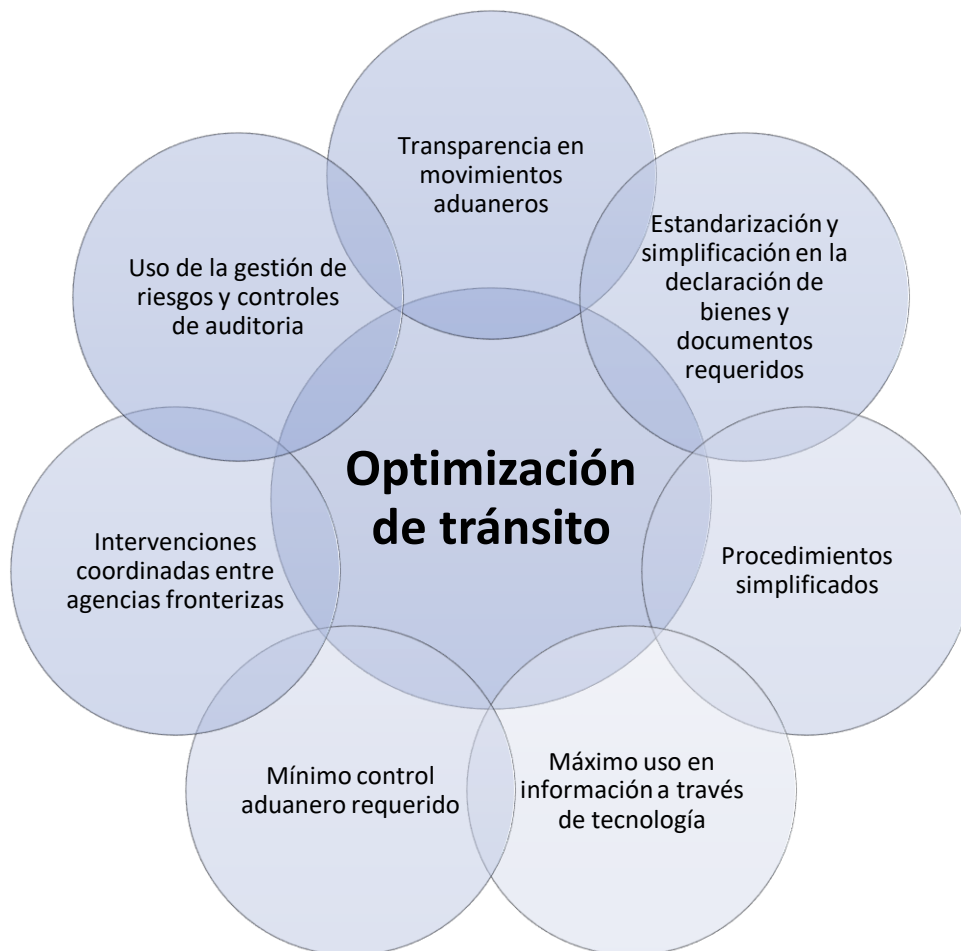 Transparencia en
movimientos
aduaneros
Estandarización y
simplificación en la
declaración de
bienes y
documentos
requeridos
Procedimientos
simplificados
Máximo uso en
información a través
de tecnología
Mínimo control
aduanero requerido
Intervenciones
coordinadas entre
agencias fronterizas
Uso de la gestión de
riesgos y controles
de auditoria
Optimización
de tránsito